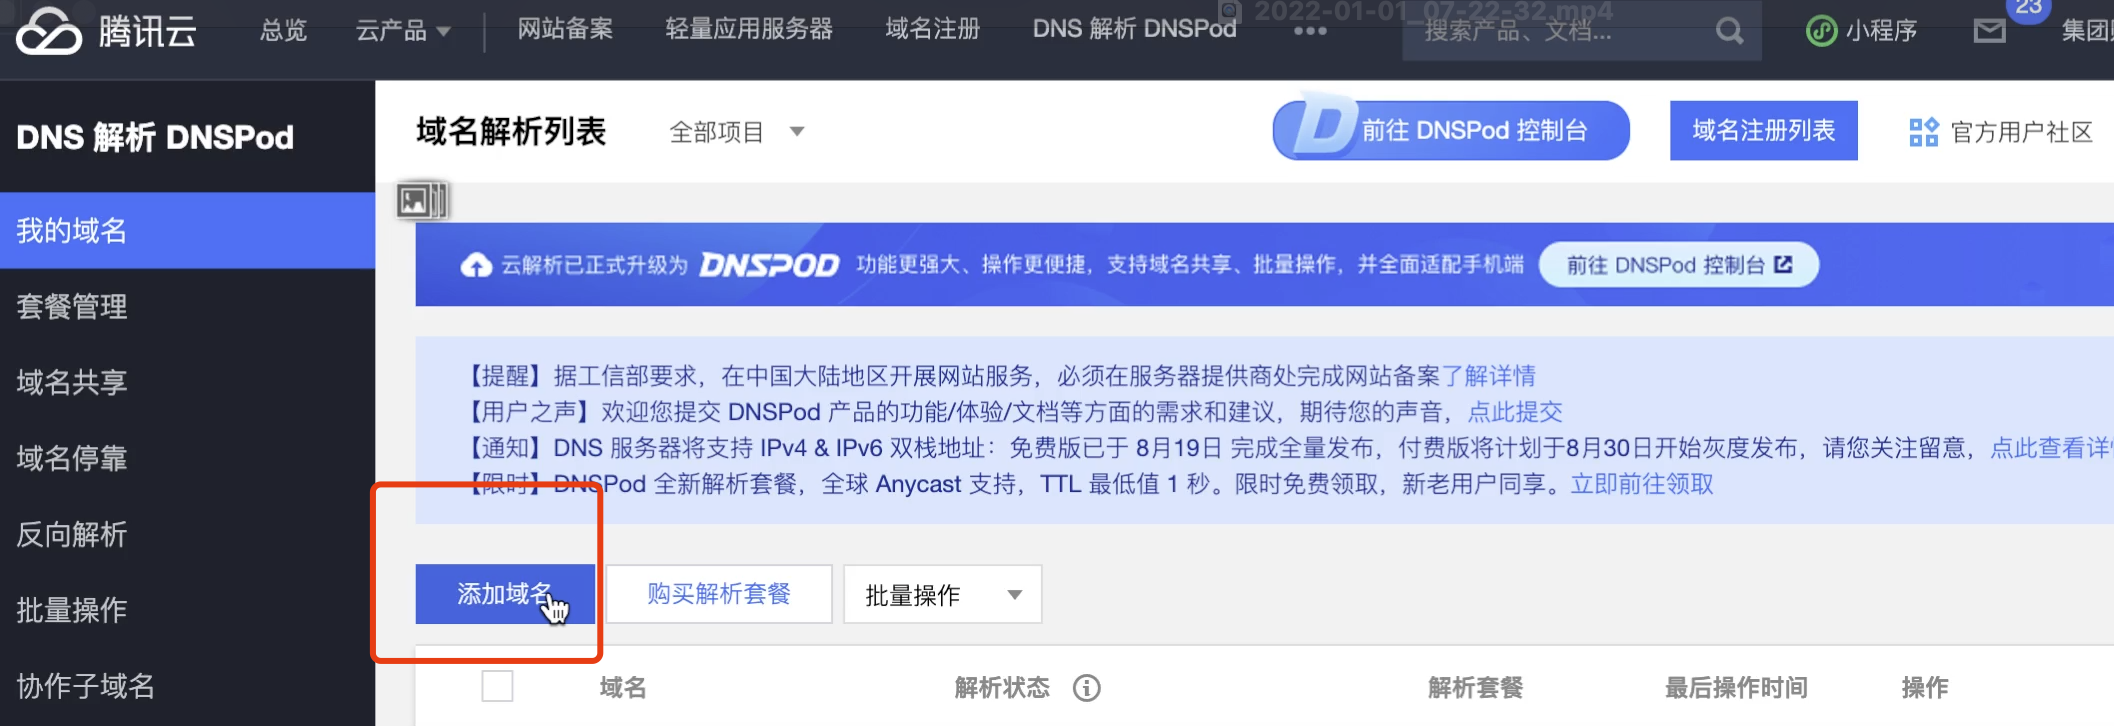 腾讯云
总览
云产品
网站备案
轻量应用服务器
域名注册
DNS 解析 DNSPod
•••
2022-01-01_07-22-32.mp4
搜索产品、文档...
小程序
23
集团
DNS 解析 DNSPod
我的域名
套餐管理
域名共享
域名停靠
反向解析
批量操作
协作子域名
域名解析列表
全部项目
D 前往 DNSPod 控制台
域名注册列表
官方用户社区
云解析已正式升级为 DNSPOD 功能更强大、操作更便捷，支持域名共享、批量操作，并全面适配手机端
前往 DNSPod 控制台
【提醒】据工信部要求，在中国大陆地区开展网站服务，必须在服务器提供商处完成网站备案了解详情
【用户之声】欢迎您提交 DNSPod 产品的功能/体验/文档等方面的需求和建议，期待您的声音，点此提交
【通知】DNS 服务器将支持 IPv4 & IPv6 双栈地址：免费版已于 8月19日 完成全量发布，付费版将计划于8月30日开始灰度发布，请您关注留意，点此查看详
【限时】DNSPod 全新解析套餐，全球 Anycast 支持，TTL 最低值 1 秒。限时免费领取，新老用户同享。立即前往领取
添加域名
购买解析套餐
批量操作
域名
解析状态
解析套餐
最后操作时间
操作